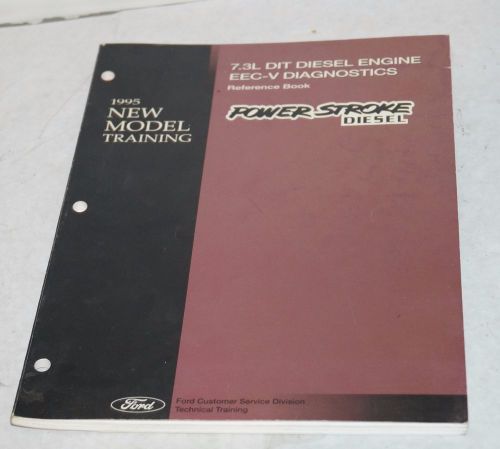 7.3L DIT DIESEL ENGINE
EEC-V DIAGNOSTICS
Reference Book
POWER STROKE
DIESEL
1995
NEW
MODEL
TRAINING
Ford
Ford Customer Service Division
Technical Training